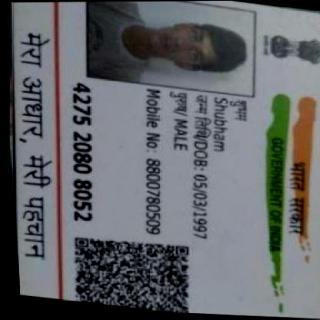 भारत सरकार
GOVERNMENT OF INDIA
शुभम
Shubham
जन्म तिथि/DOB: 05/03/1997
पुरुष/ MALE
Mobile No: 8800780509
4275 2080 8052
मेरा आधार, मेरी पहचान